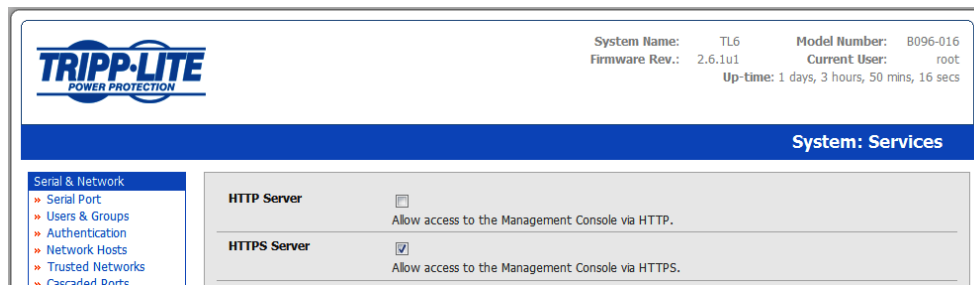 TRIPP·LITE
POWER PROTECTION
System Name: TL6 Model Number: B096-016
Firmware Rev.: 2.6.1u1 Current User: root
Up-time: 1 days, 3 hours, 50 mins, 16 secs
System: Services
Serial & Network
» Serial Port
» Users & Groups
» Authentication
» Network Hosts
» Trusted Networks
» Cascaded Ports
HTTP Server
Allow access to the Management Console via HTTP.
HTTPS Server
Allow access to the Management Console via HTTPS.